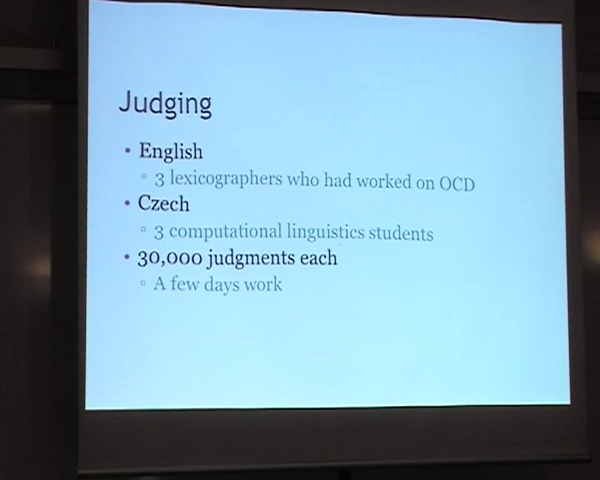 Judging
• English
▫ 3 lexicographers who had worked on OCD
• Czech
▫ 3 computational linguistics students
• 30,000 judgments each
▫ A few days work